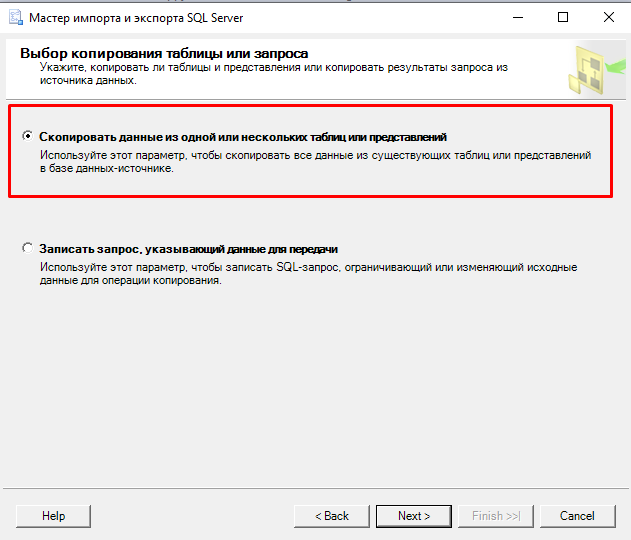 Мастер импорта и экспорта SQL Server
Выбор копирования таблицы или запроса
Укажите, копировать ли таблицы и представления или копировать результаты запроса из
источника данных.
Скопировать данные из одной или нескольких таблиц или представлений
Используйте этот параметр, чтобы скопировать все данные из существующих таблиц или представлений
в базе данных-источнике.
Записать запрос, указывающий данные для передачи
Используйте этот параметр, чтобы записать SQL-запрос, ограничивающий или изменяющий исходные
данные для операции копирования.
Help
< Back
Next >
Finish >>|
Cancel